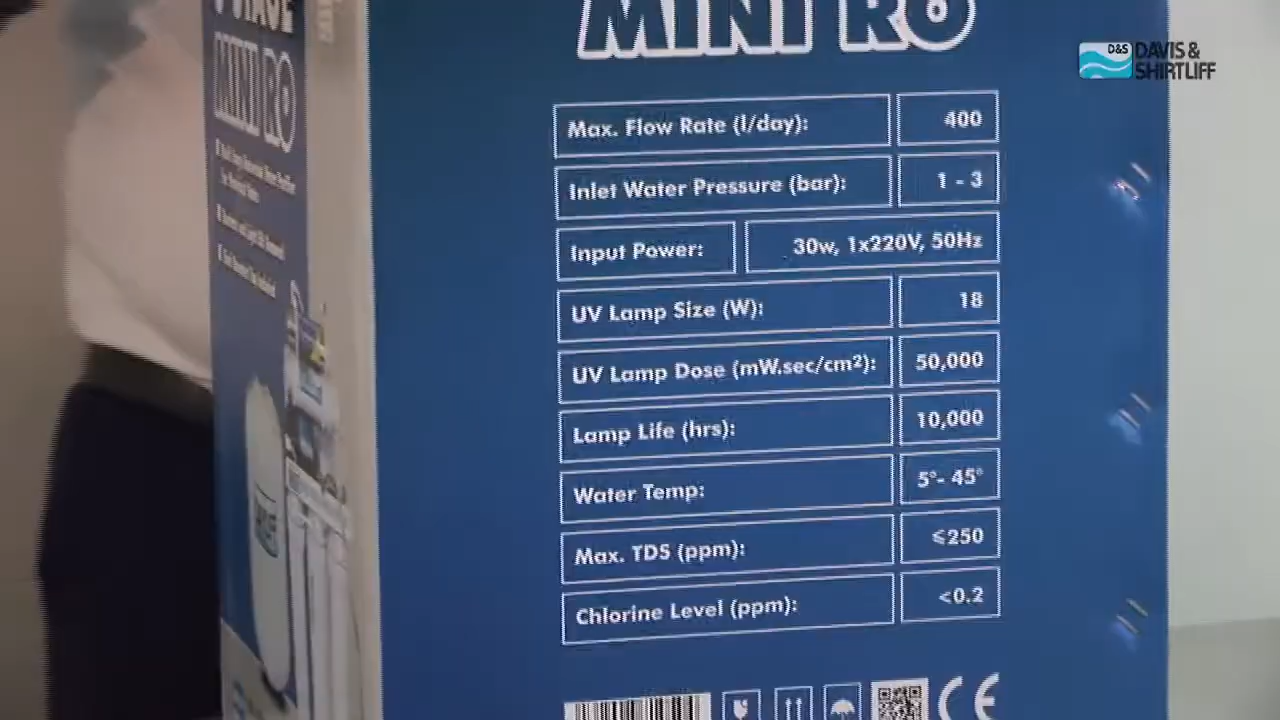 MINI RO
D&S DAVIS &
SHIRTLIFF
MINI RO
Max. Flow Rate (l/day): 400
Inlet Water Pressure (bar): 1 - 3
Input Power: 30w, 1x220V, 50Hz
UV Lamp Size (W): 18
UV Lamp Dose (mW.sec/cm²): 50,000
Lamp Life (hrs): 10,000
Water Temp: 5°- 45°
Max. TDS (ppm): ≤250
Chlorine Level (ppm): <0.2
CE